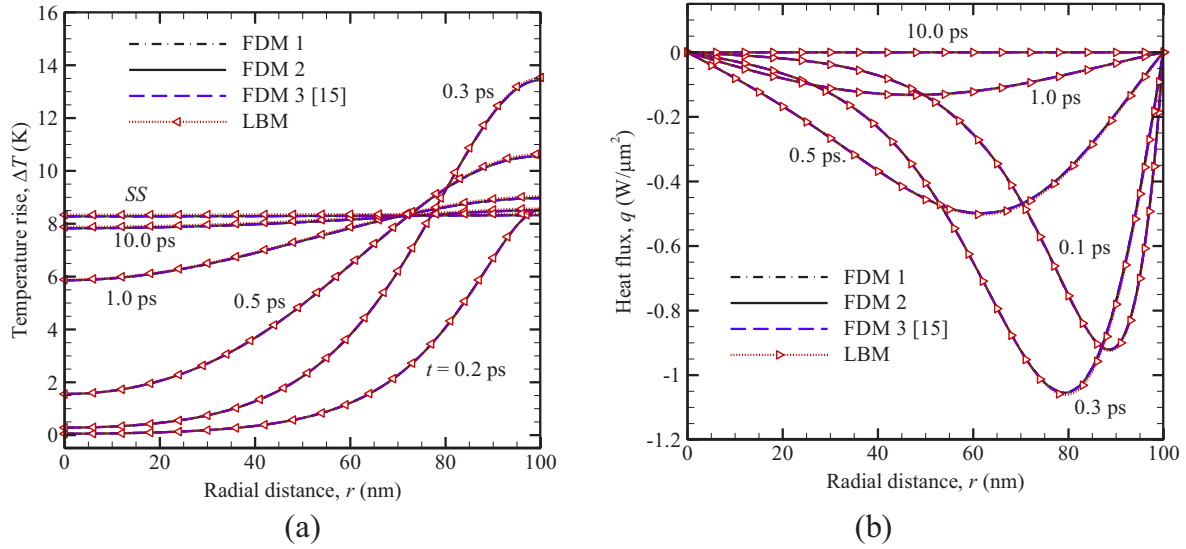 16
14
12
10
8
6
4
2
0
Temperature rise, ΔT (K)
FDM 1
FDM 2
FDM 3 [15]
LBM
0.3 ps
SS
10.0 ps
1.0 ps
0.5 ps
t = 0.2 ps
0 20 40 60 80 100
Radial distance, r (nm)
(a)
0
-0.2
-0.4
-0.6
-0.8
-1
-1.2
Heat flux, q (W/μm²)
10.0 ps
1.0 ps
0.5 ps.
0.1 ps
FDM 1
FDM 2
FDM 3 [15]
LBM
0.3 ps
0 20 40 60 80 100
Radial distance, r (nm)
(b)